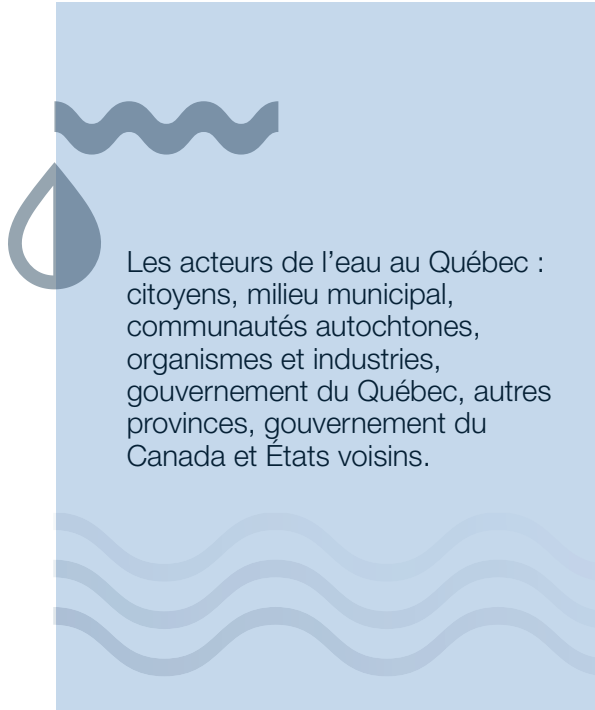 Les acteurs de l’eau au Québec :
citoyens, milieu municipal,
communautés autochtones,
organismes et industries,
gouvernement du Québec, autres
provinces, gouvernement du
Canada et États voisins.